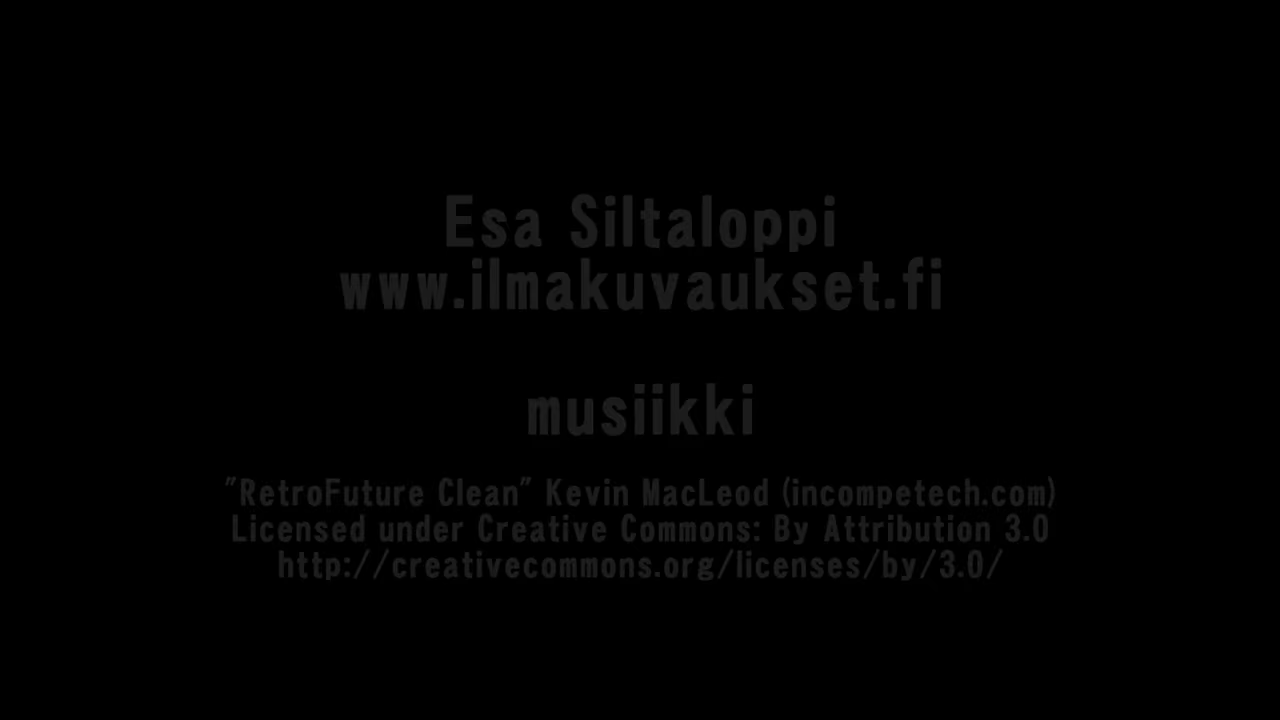 Esa Siltaloppi
www.ilmakuvaukset.fi
musiikki
"RetroFuture Clean" Kevin MacLeod (incompetech.com)
Licensed under Creative Commons: By Attribution 3.0
http://creativecommons.org/licenses/by/3.0/